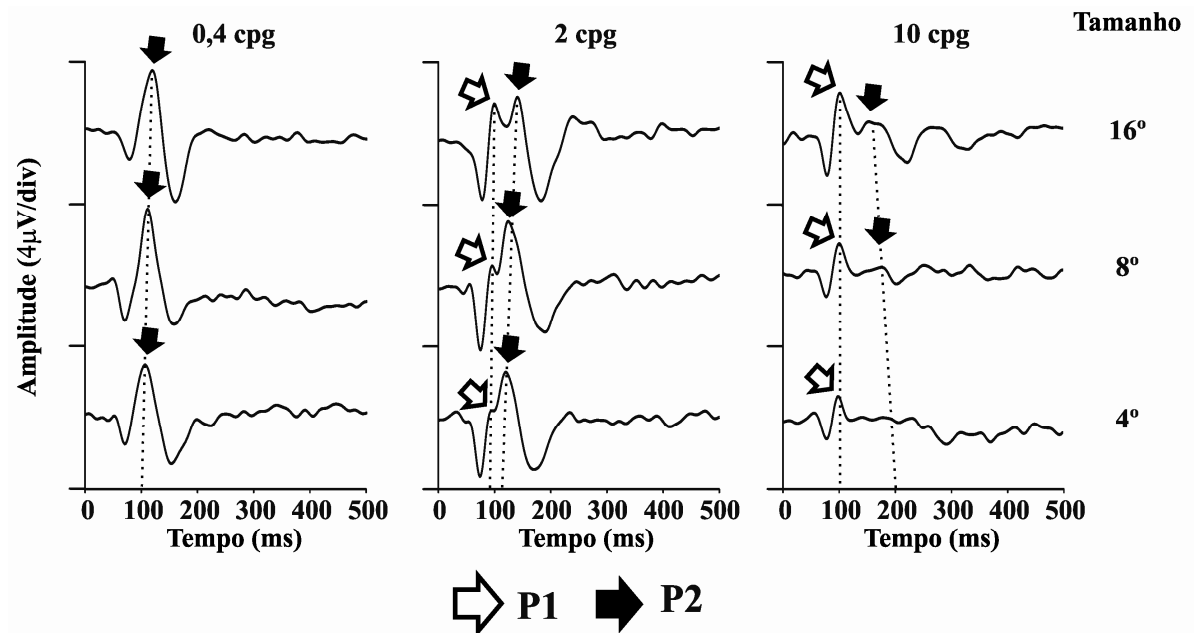 0,4 cpg
2 cpg
10 cpg
Tamanho
16º
8º
4º
Amplitude (4µV/div)
0 100 200 300 400 500
0 100 200 300 400 500
0 100 200 300 400 500
Tempo (ms)
Tempo (ms)
Tempo (ms)
P1
P2